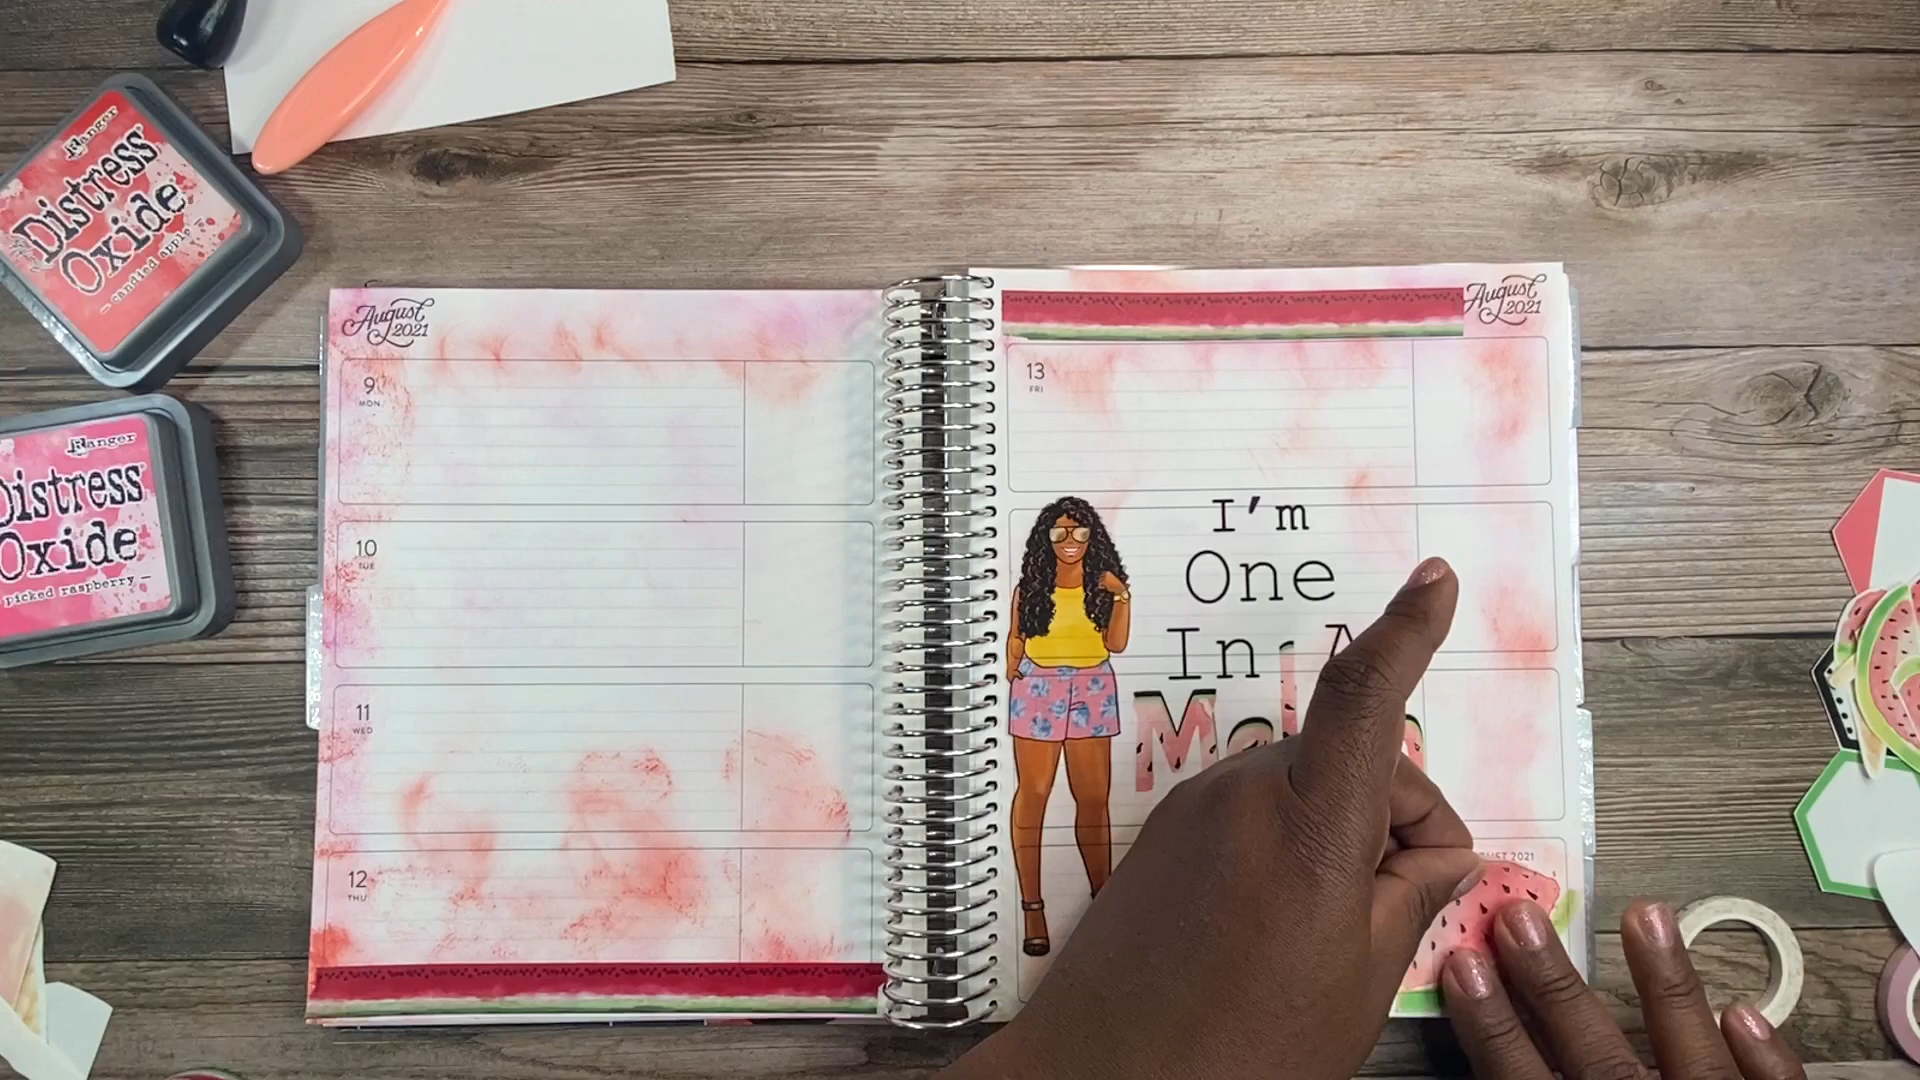 Ranger
Distress
Oxide
candied apple
Ranger
Distress
Oxide
picked raspberry
August
2021
9
MON
10
TUE
11
WED
12
THU
August
2021
13
FRI
I'm
One
In A
2021